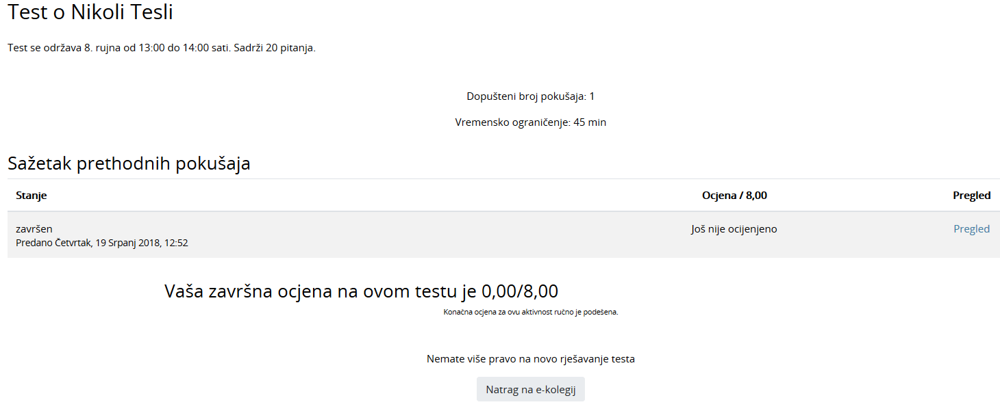 Test o Nikoli Tesli
Test se održava 8. rujna od 13:00 do 14:00 sati. Sadrži 20 pitanja.
Dopušteni broj pokušaja: 1
Vremensko ograničenje: 45 min
Sažetak prethodnih pokušaja
Stanje Ocjena / 8,00 Pregled
završen Još nije ocijenjeno Pregled
Predano Četvrtak, 19 Srpanj 2018, 12:52
Vaša završna ocjena na ovom testu je 0,00/8,00
Konačna ocjena za ovu aktivnost ručno je podešena.
Nemate više pravo na novo rješavanje testa
Natrag na e-kolegij